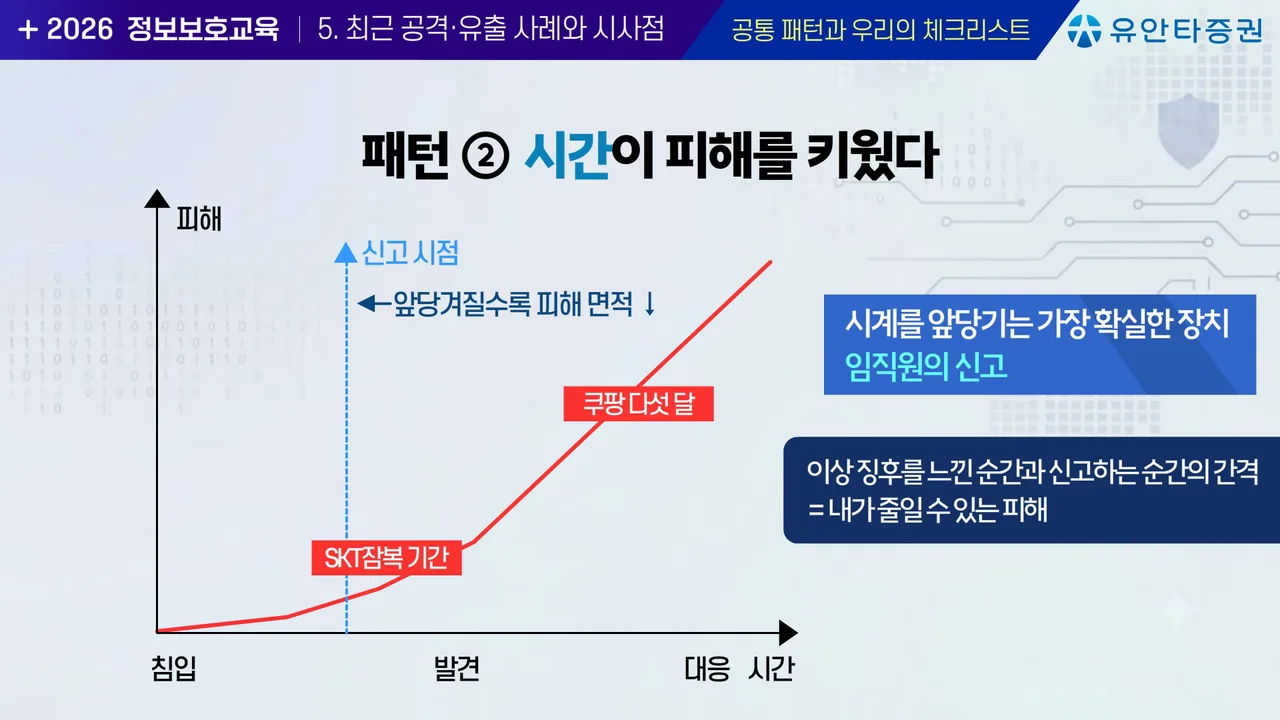 + 2026 정보보호교육 | 5. 최근 공격·유출 사례와 시사점
공통 패턴과 우리의 체크리스트
유안타증권
패턴 ② 시간이 피해를 키웠다
피해
신고 시점
←앞당겨질수록 피해 면적 ↓
시계를 앞당기는 가장 확실한 장치
임직원의 신고
쿠팡 다섯 달
이상 징후를 느낀 순간과 신고하는 순간의 간격
= 내가 줄일 수 있는 피해
SKT잠복 기간
침입
발견
대응
시간